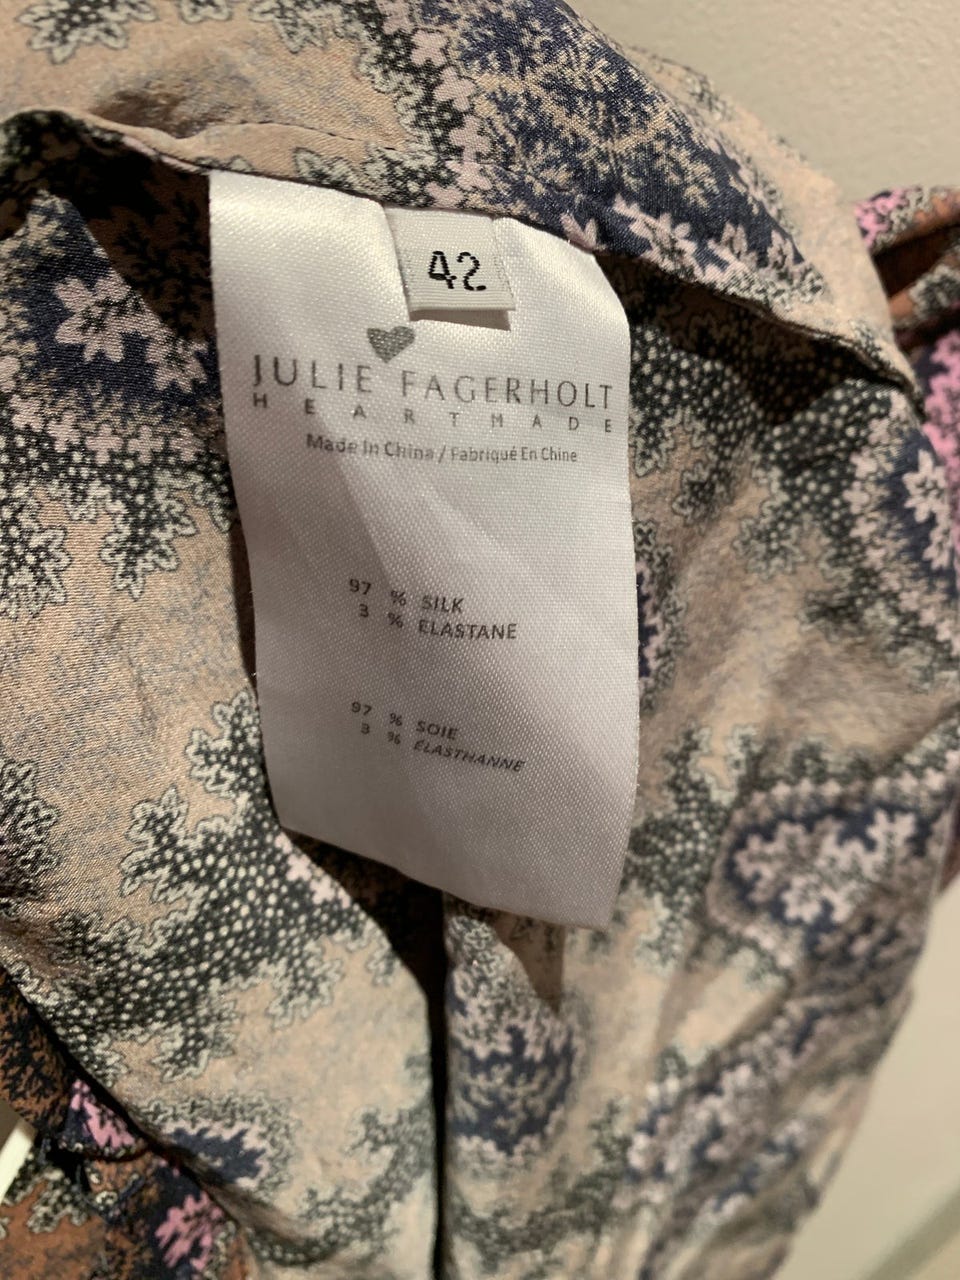 42
JULIE FAGERHOLT
HEARTMADE
Made In China / Fabriqué En Chine
97 % SILK
3 % ELASTANE
97 % SOIE
3 % ÉLASTHANNE